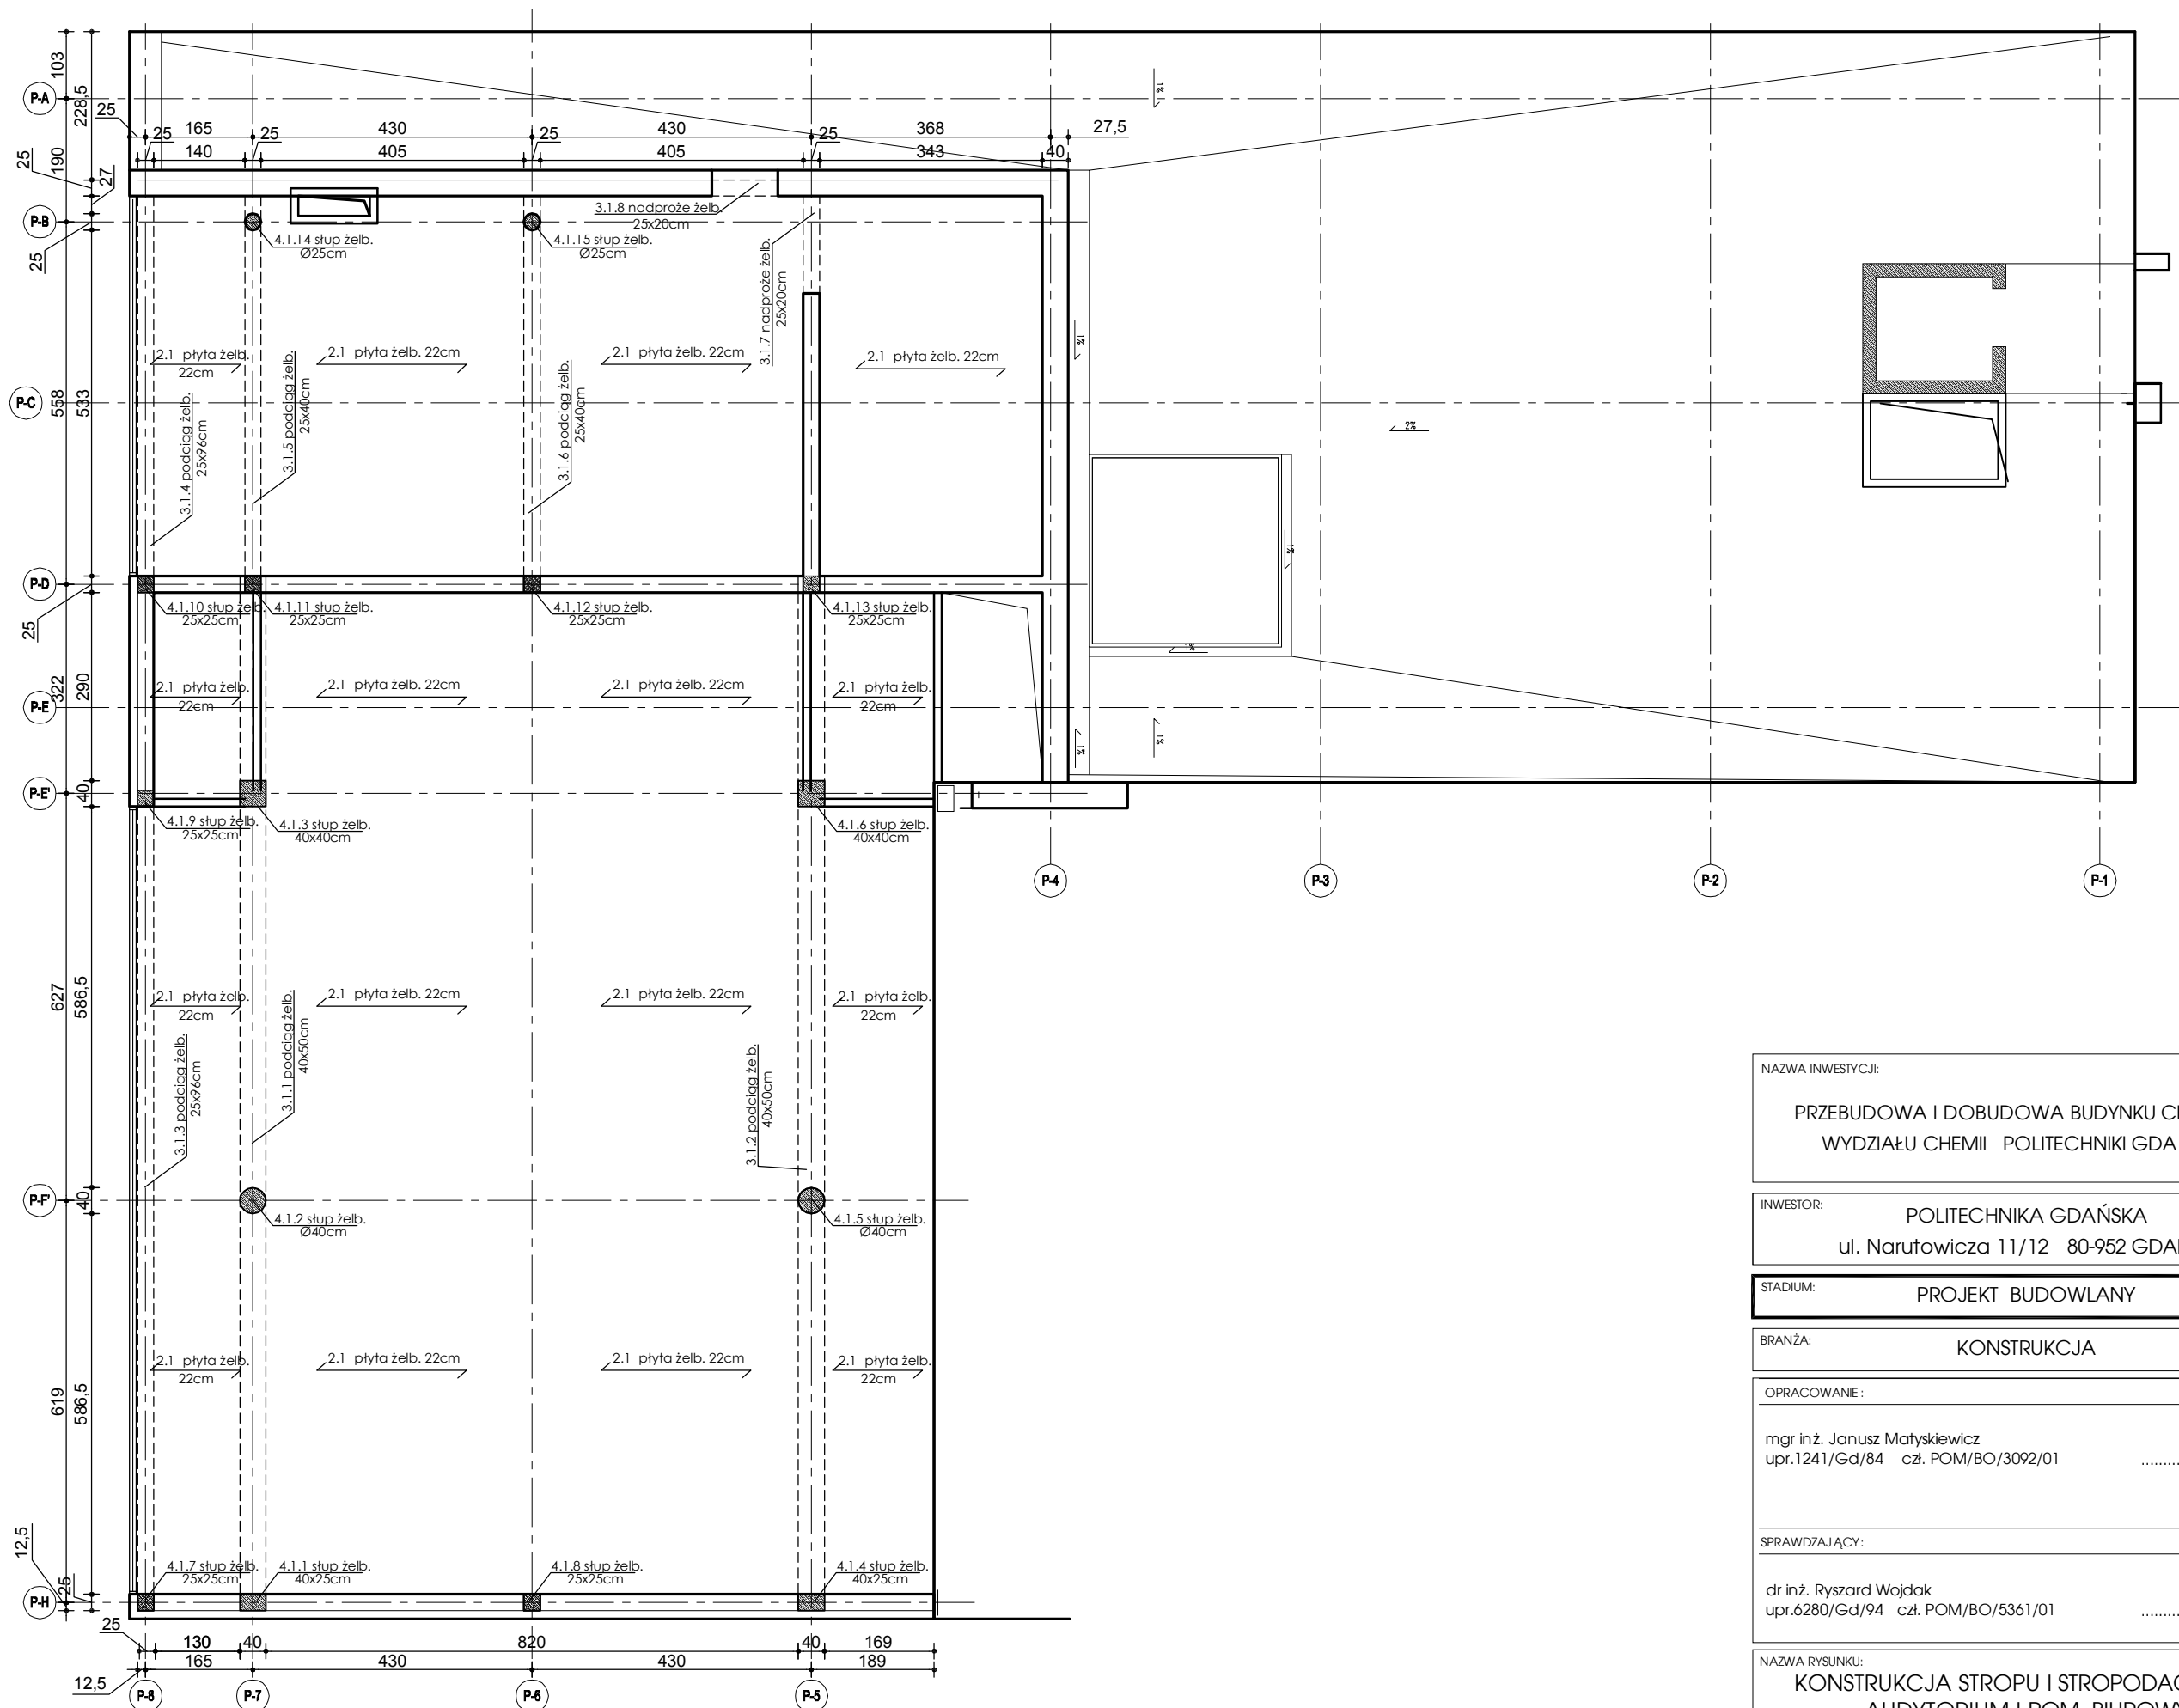 103
228,5
P-A
25
165
25
430
25
430
25
368
27,5
140
405
405
343
40
25
190
27
P-B
25
3.1.8 nadproże żelb.
25x20cm
4.1.14 słup żelb.
Ø25cm
4.1.15 słup żelb.
Ø25cm
3.1.7 nadproże żelb.
25x20cm
1%
2.1 płyta żelb.
22cm
2.1 płyta żelb. 22cm
2.1 płyta żelb. 22cm
2.1 płyta żelb. 22cm
1%
3.1.4 podciąg żelb.
25x96cm
3.1.5 podciąg żelb.
25x40cm
3.1.6 podciąg żelb.
25x40cm
P-C
558
533
2%
P-D
25
4.1.10 słup żelb.
25x25cm
4.1.11 słup żelb.
25x25cm
4.1.12 słup żelb.
25x25cm
4.1.13 słup żelb.
25x25cm
1%
1%
322
290
P-E
2.1 płyta żelb.
22cm
2.1 płyta żelb. 22cm
2.1 płyta żelb. 22cm
2.1 płyta żelb.
22cm
1%
1%
P-E'
40
4.1.9 słup żelb.
25x25cm
4.1.3 słup żelb.
40x40cm
4.1.6 słup żelb.
40x40cm
P-4
P-3
P-2
P-1
627
586,5
2.1 płyta żelb.
22cm
2.1 płyta żelb. 22cm
2.1 płyta żelb. 22cm
2.1 płyta żelb.
22cm
3.1.3 podciąg żelb.
25x96cm
3.1.1 podciąg żelb.
40x50cm
3.1.2 podciąg żelb.
40x50cm
P-F'
40
4.1.2 słup żelb.
Ø40cm
4.1.5 słup żelb.
Ø40cm
619
586,5
2.1 płyta żelb.
22cm
2.1 płyta żelb. 22cm
2.1 płyta żelb. 22cm
2.1 płyta żelb.
22cm
12,5
25
P-H
4.1.7 słup żelb.
25x25cm
4.1.1 słup żelb.
40x25cm
4.1.8 słup żelb.
25x25cm
4.1.4 słup żelb.
40x25cm
25
130
40
820
40
169
12,5
165
430
430
189
P-8
P-7
P-6
P-5
NAZWA INWESTYCJI:
PRZEBUDOWA I DOBUDOWA BUDYNKU
WYDZIAŁU CHEMII POLITECHNIKI GDA
INWESTOR:
POLITECHNIKA GDAŃSKA
ul. Narutowicza 11/12 80-952 GDA
STADIUM:
PROJEKT BUDOWLANY
BRANŻA:
KONSTRUKCJA
OPRACOWANIE :
mgr inż. Janusz Matyskiewicz
upr.1241/Gd/84 czł. POM/BO/3092/01 .........
SPRAWDZAJĄCY:
dr inż. Ryszard Wojdak
upr.6280/Gd/94 czł. POM/BO/5361/01 .........
NAZWA RYSUNKU:
KONSTRUKCJA STROPU I STROPODA